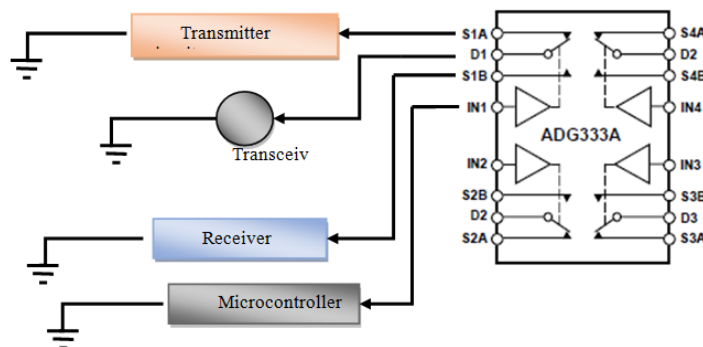 Transmitter
Transceiv
Receiver
Microcontroller
S1A
D1
S1B
IN1
IN2
S2B
D2
S2A
ADG333A
S4A
D2
S4B
IN4
IN3
S3B
D3
S3A